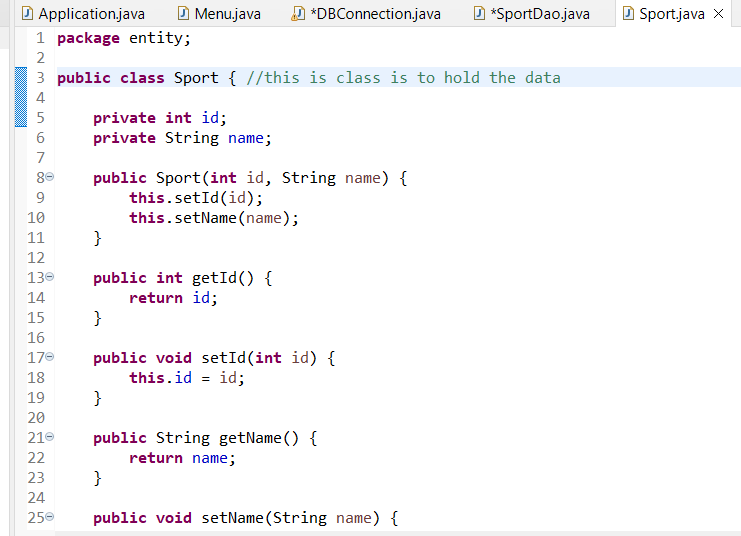 Application.java Menu.java *DBConnection.java *SportDao.java Sport.java
1 package entity;
2
3 public class Sport { //this is class is to hold the data
4
5 private int id;
6 private String name;
7
8 public Sport(int id, String name) {
9 this.setId(id);
10 this.setName(name);
11 }
12
13 public int getId() {
14 return id;
15 }
16
17 public void setId(int id) {
18 this.id = id;
19 }
20
21 public String getName() {
22 return name;
23 }
24
25 public void setName(String name) {